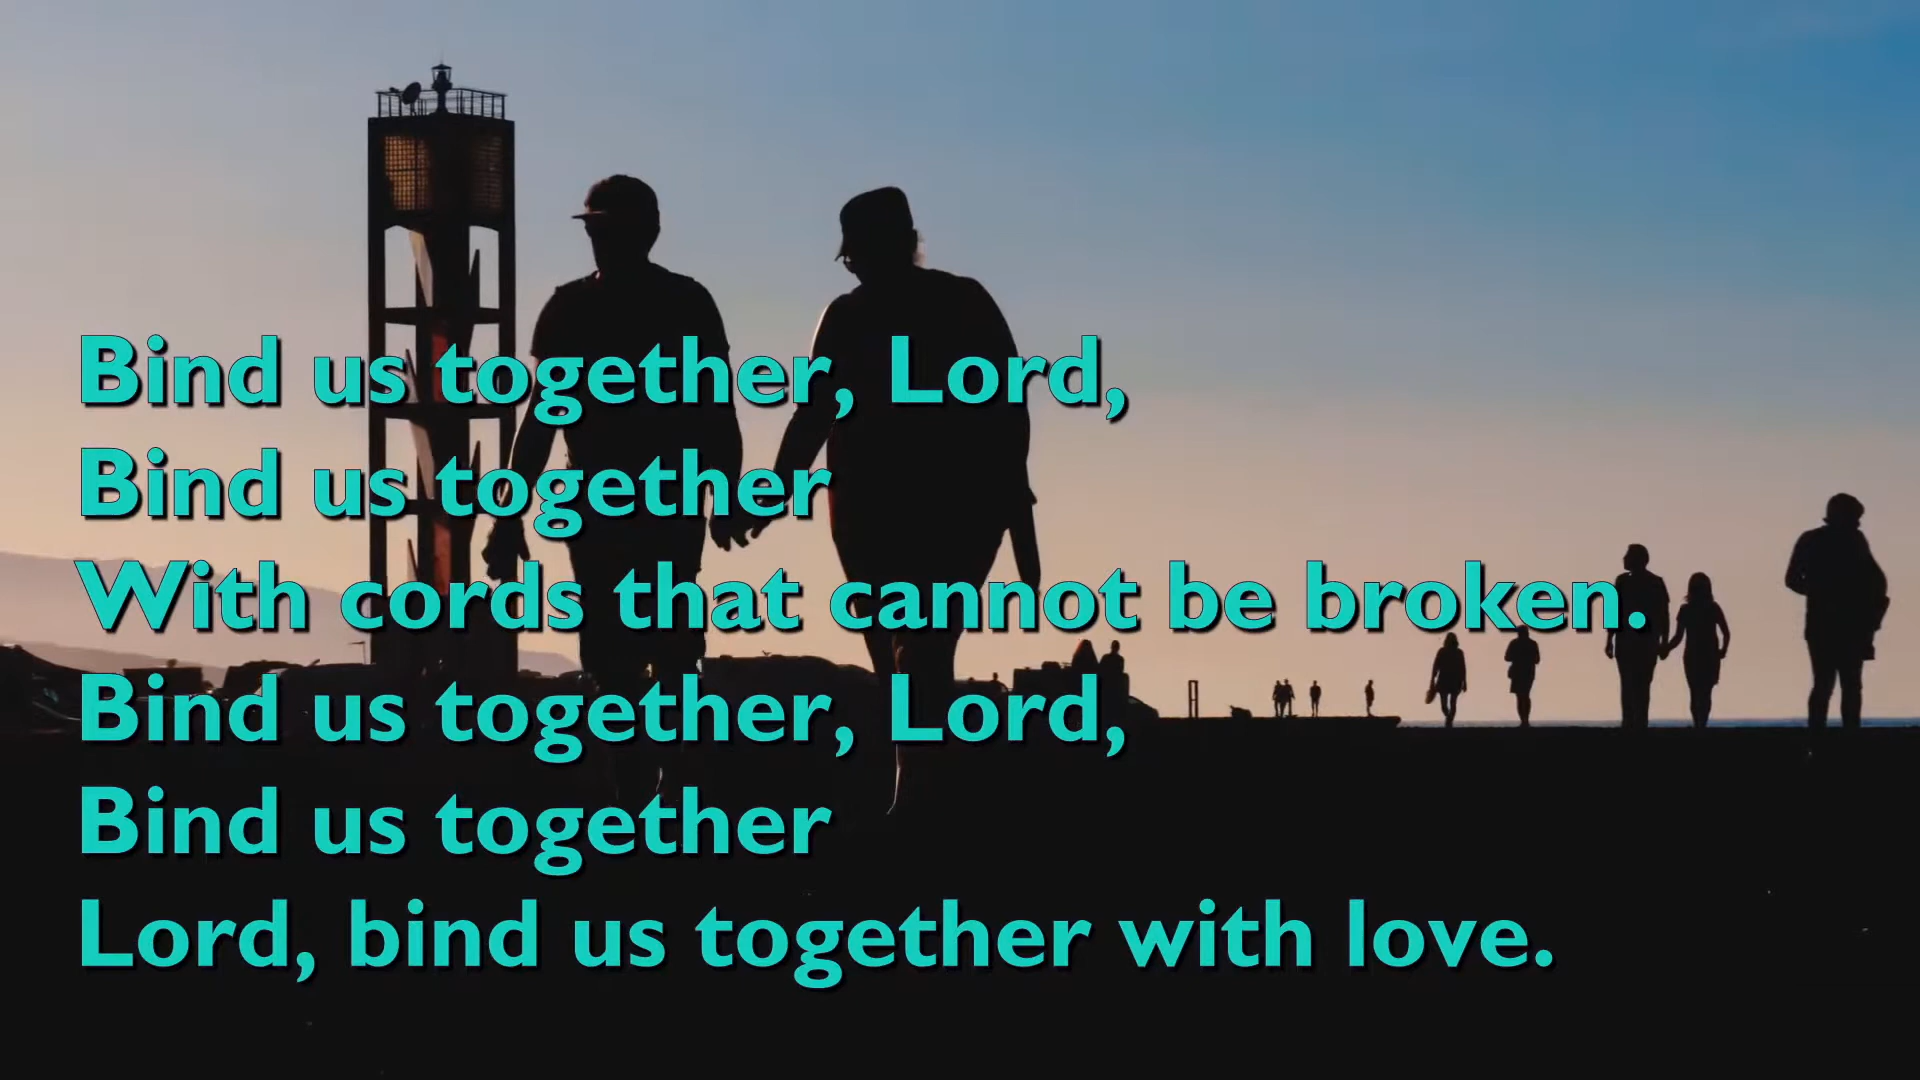 Bind us together, Lord,
Bind us together
With cords that cannot be broken.
Bind us together, Lord,
Bind us together
Lord, bind us together with love.